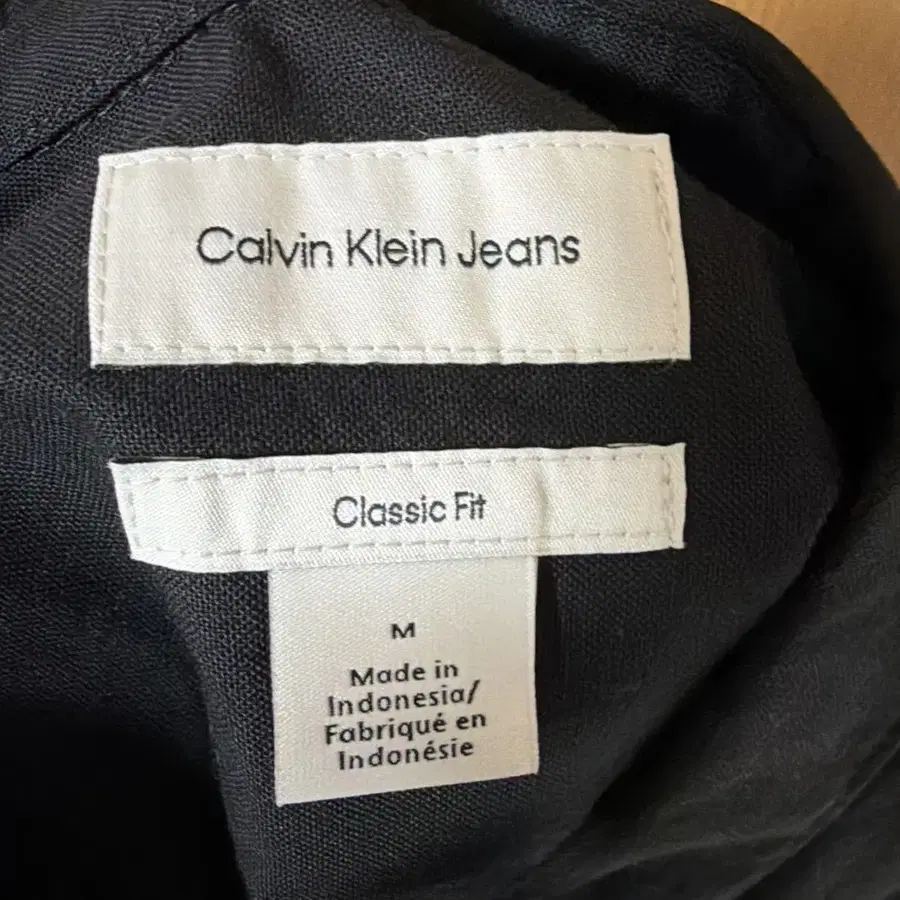 Calvin Klein Jeans
Classic Fit
M
Made in
Indonesia/
Fabriqué en
Indonésie